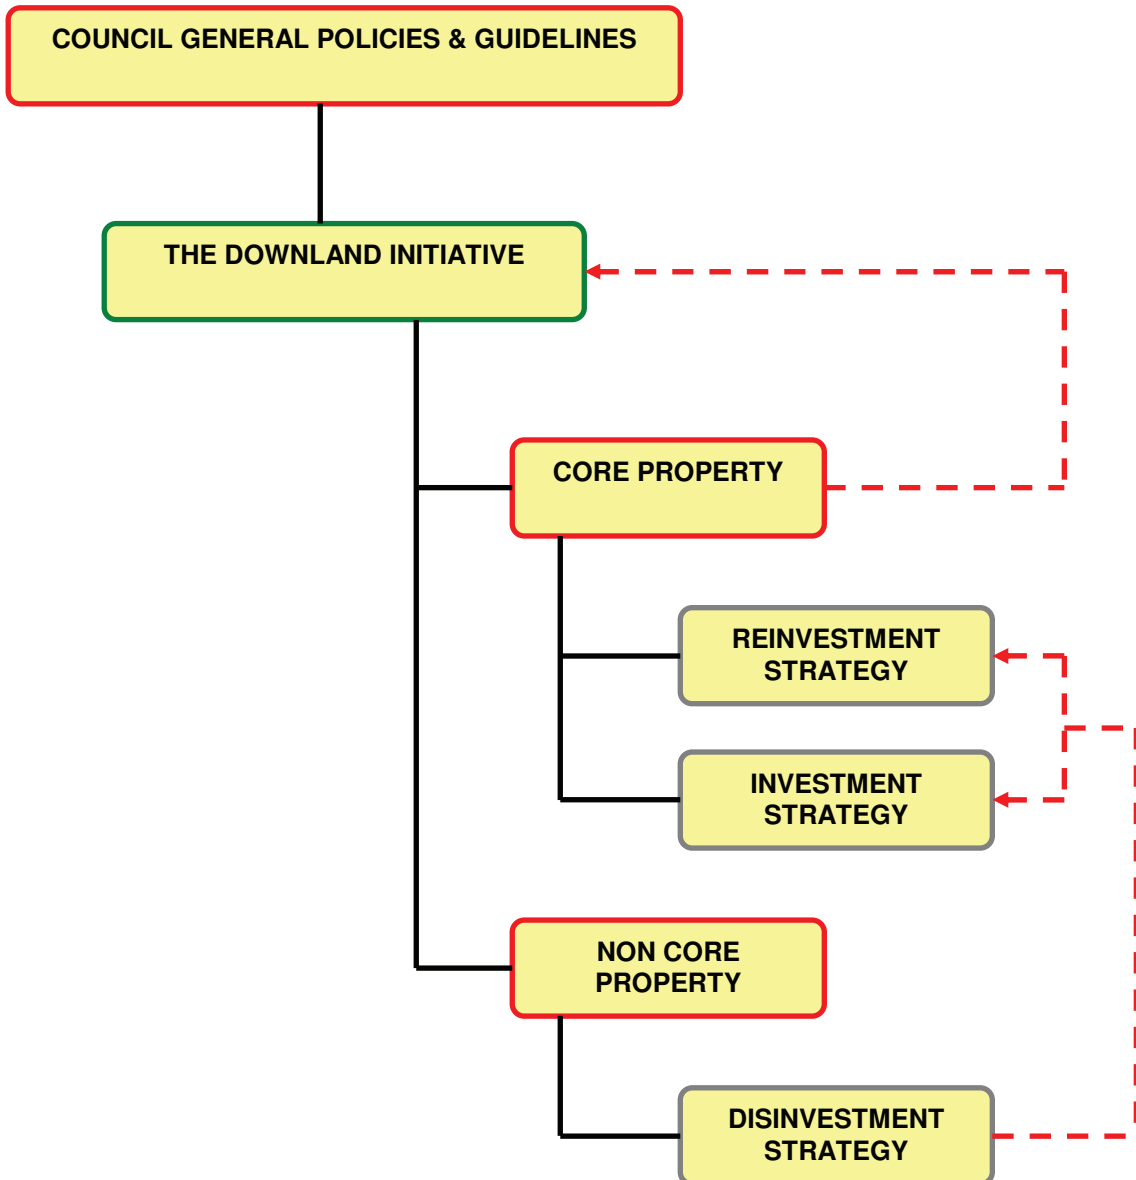 COUNCIL GENERAL POLICIES & GUIDELINES
THE DOWNLAND INITIATIVE
CORE PROPERTY
REINVESTMENT
STRATEGY
INVESTMENT
STRATEGY
NON CORE
PROPERTY
DISINVESTMENT
STRATEGY